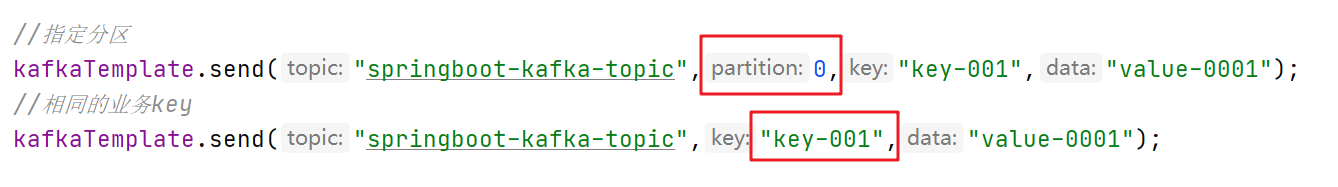 //指定分区
kafkaTemplate.send( topic: "springboot-kafka-topic", partition: 0, key: "key-001", data: "value-0001");
//相同的业务key
kafkaTemplate.send( topic: "springboot-kafka-topic", key: "key-001", data: "value-0001");